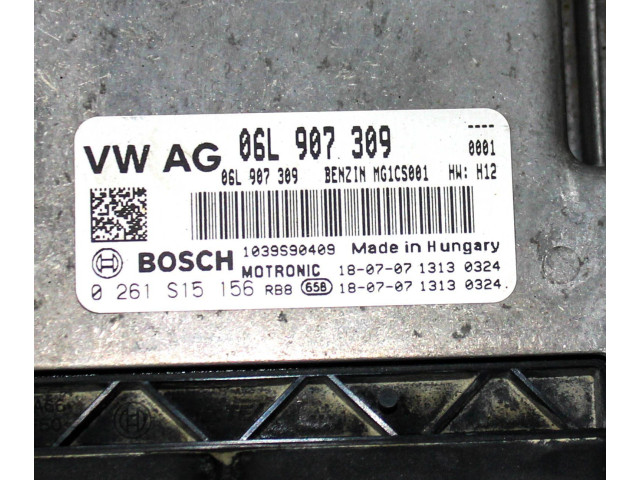 VW AG 06L 907 309
----
0001
06L 907 309 BENZIN MG1CS001 HW: H12
BOSCH 1039S90409 Made in Hungary
MOTRONIC 18-07-07 1313 0324
0 261 S15 156 RB8 658 18-07-07 1313 0324